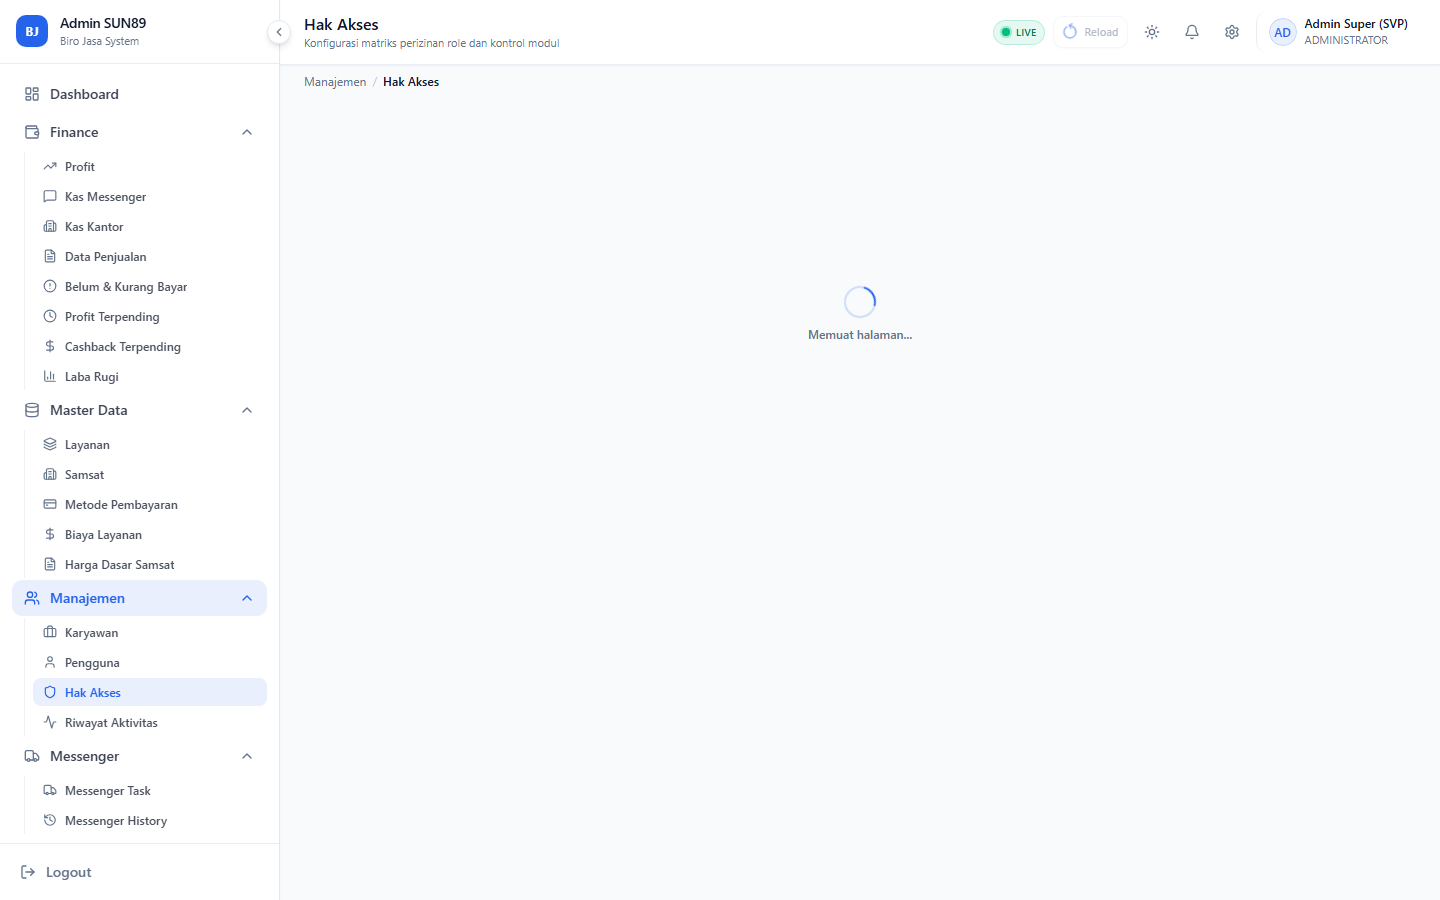 BJ
Admin SUN89
Biro Jasa System
Dashboard
Finance
Profit
Kas Messenger
Kas Kantor
Data Penjualan
Belum & Kurang Bayar
Profit Terpending
Cashback Terpending
Laba Rugi
Master Data
Layanan
Samsat
Metode Pembayaran
Biaya Layanan
Harga Dasar Samsat
Manajemen
Karyawan
Pengguna
Hak Akses
Riwayat Aktivitas
Messenger
Messenger Task
Messenger History
Logout
Hak Akses
Konfigurasi matriks perizinan role dan kontrol modul
LIVE
Reload
AD
Admin Super (SVP)
ADMINISTRATOR
Manajemen / Hak Akses
Memuat halaman...